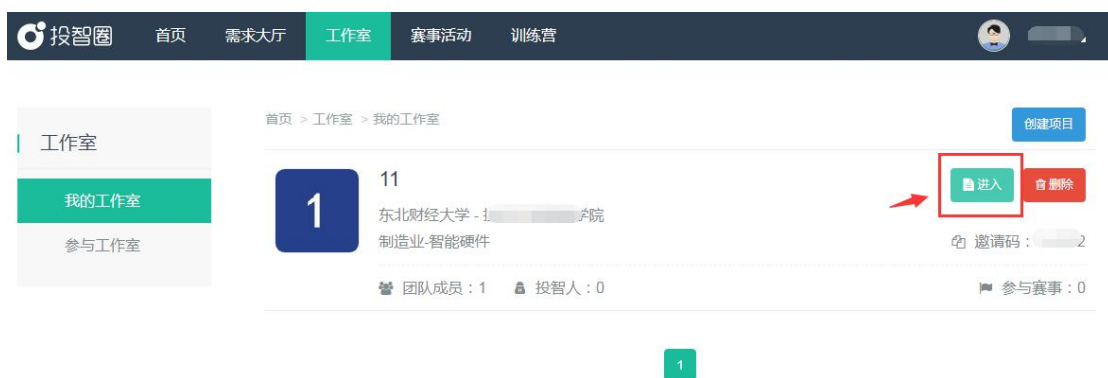 投智圈 首页 需求大厅 工作室 赛事活动 训练营
工作室
我的工作室
参与工作室
首页 > 工作室 > 我的工作室
创建项目
1
11
进入 删除
东北财经大学 - 学院
制造业-智能硬件
邀请码： 2
团队成员：1 投智人：0 参与赛事：0
1